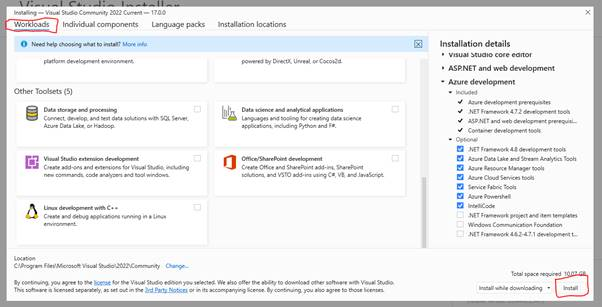 Visual Studio Installer
Installing — Visual Studio Community 2022 Current — 17.0.0
Workloads
Individual components
Language packs
Installation locations
Need help choosing what to install? More info
platform development environment.
powered by DirectX, Unreal, or Cocos2d.
Other Toolsets (5)
Data storage and processing
Connect, develop, and test data solutions with SQL Server,
Azure Data Lake, or Hadoop.
Data science and analytical applications
Languages and tooling for creating data science
applications, including Python and F#.
Visual Studio extension development
Create add-ons and extensions for Visual Studio, including
new commands, code analyzers and tool windows.
Office/SharePoint development
Create Office and SharePoint add-ins, SharePoint
solutions, and VSTO add-ins using C#, VB, and JavaScript.
Linux development with C++
Create and debug applications running in a Linux
environment.
Installation details
Visual Studio core editor
ASP.NET and web development
Azure development
Included
Azure development prerequisites
.NET Framework 4.7.2 development tools
ASP.NET and web development prerequisi...
Container development tools
Optional
.NET Framework 4.8 development tools
Azure Data Lake and Stream Analytics Tools
Azure Resource Manager tools
Azure Cloud Services tools
Service Fabric Tools
Azure Powershell
IntelliCode
.NET Framework project and item templates
Windows Communication Foundation
.NET Framework 4.6.2-4.7.1 development t...
Location
C:\Program Files\Microsoft Visual Studio\2022\Community Change...
By continuing, you agree to the license for the Visual Studio edition you selected. We also offer the ability to download other software with Visual Studio.
This software is licensed separately, as set out in the 3rd Party Notices or in its accompanying license. By continuing, you also agree to those licenses.
Total space required 10.07 GB
Install while downloading
Install